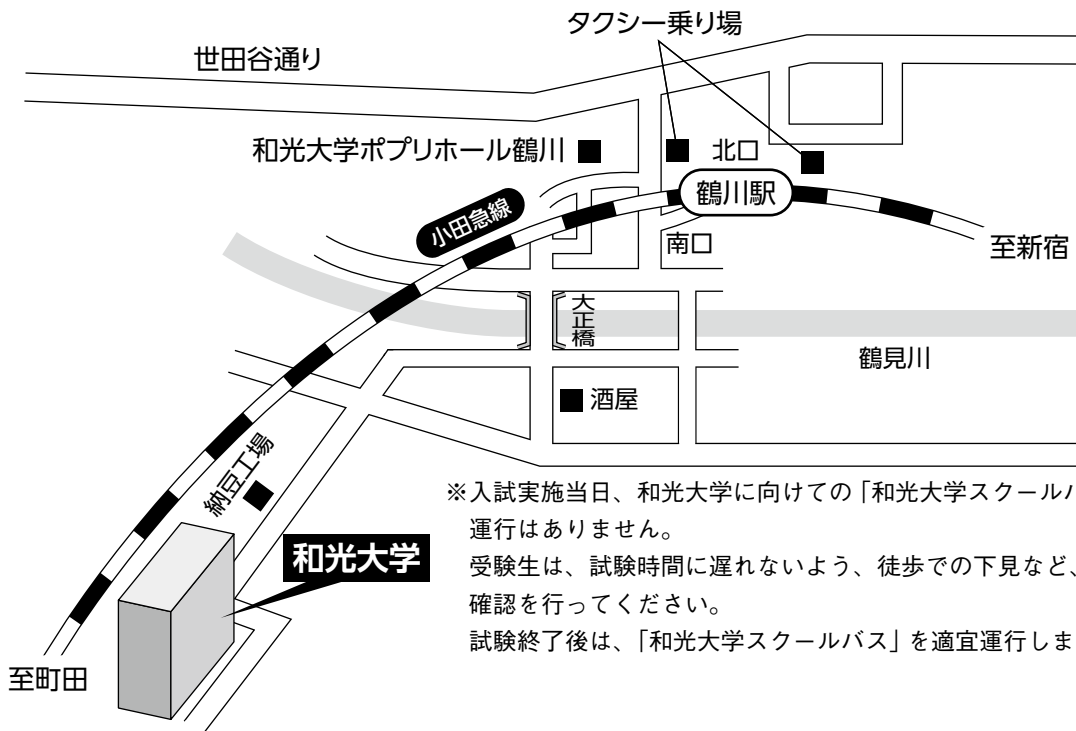 タクシー乗り場
世田谷通り
和光大学ポプリホール鶴川
北口
鶴川駅
小田急線
南口
至新宿
大正橋
鶴見川
酒屋
納豆工場
※入試実施当日、和光大学に向けての「和光大学スクールバ
運行はありません。
和光大学
受験生は、試験時間に遅れないよう、徒歩での下見など、
確認を行ってください。
試験終了後は、「和光大学スクールバス」を適宜運行しま
至町田